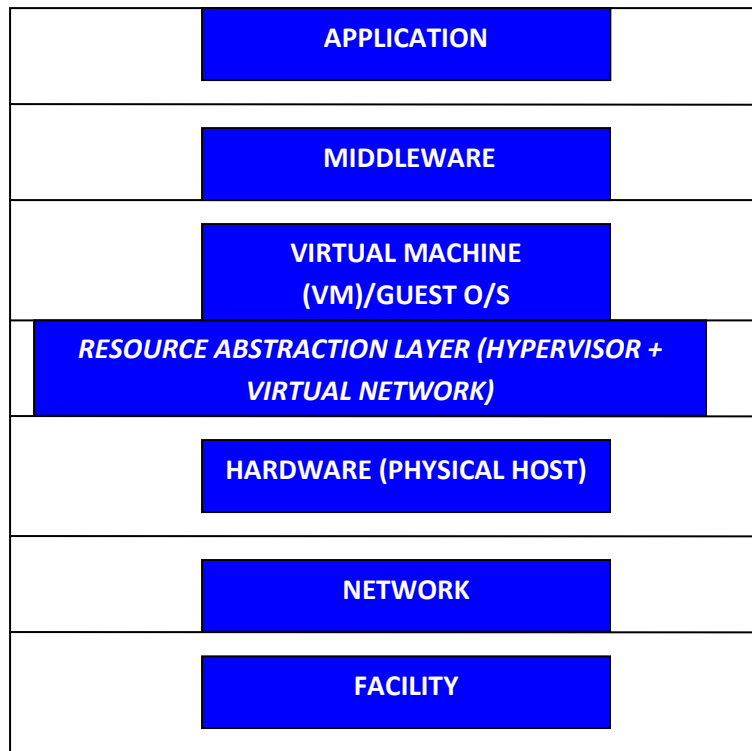 APPLICATION
MIDDLEWARE
VIRTUAL MACHINE
(VM)/GUEST O/S
RESOURCE ABSTRACTION LAYER (HYPERVISOR +
VIRTUAL NETWORK)
HARDWARE (PHYSICAL HOST)
NETWORK
FACILITY